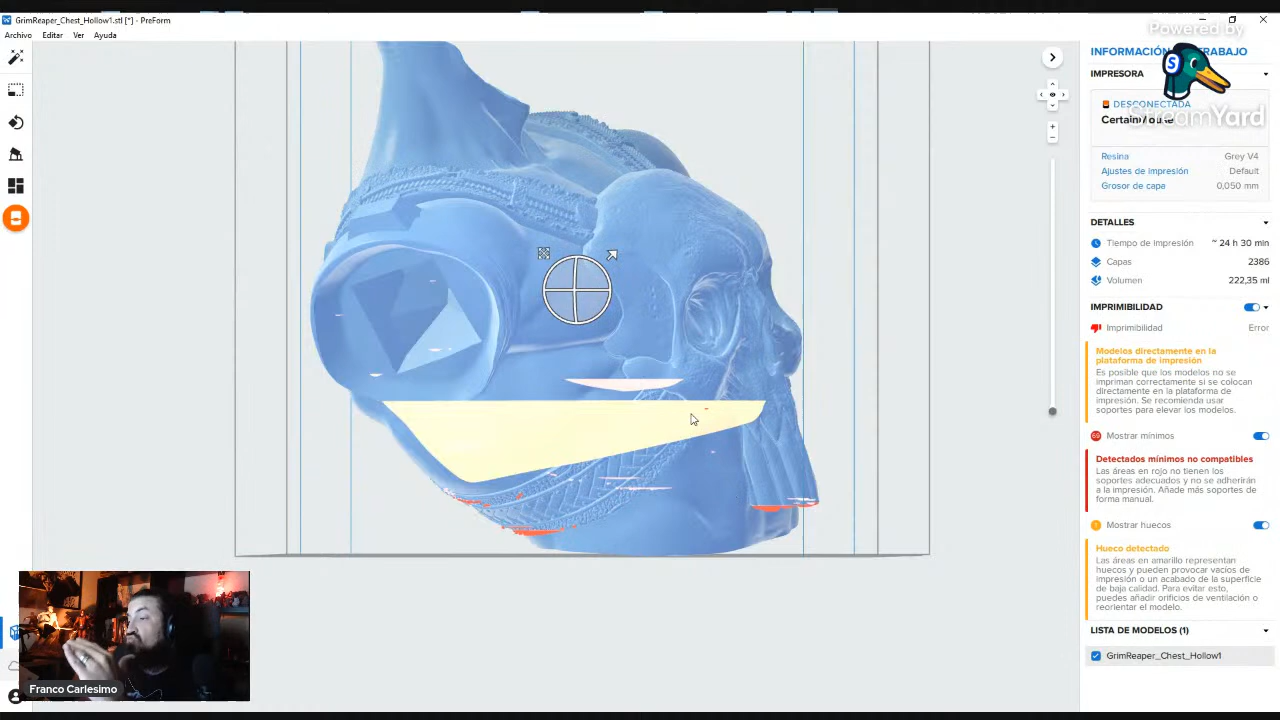 GrimReaper_Chest_Hollow1.stl [*] - PreForm
Archivo Editar Ver Ayuda
Powered by
StreamYard
INFORMACIÓN TRABAJO
IMPRESORA
DESCONECTADA
Resina Grey V4
Ajustes de impresión Default
Grosor de capa 0,050 mm
DETALLES
Tiempo de impresión ~ 24 h 30 min
Capas 2386
Volumen 222,35 ml
IMPRIMIBILIDAD
Imprimibilidad Error
Modelos directamente en la
plataforma de impresión
Es posible que los modelos no se
impriman correctamente si se colocan
directamente en la plataforma de
impresión. Se recomienda usar
soportes para elevar los modelos.
69 Mostrar mínimos
Detectados mínimos no compatibles
Las áreas en rojo no tienen los
soportes adecuados y no se adherirán
a la impresión. Añade más soportes de
forma manual.
Mostrar huecos
Hueco detectado
Las áreas en amarillo representan
huecos y pueden provocar vacíos de
impresión o un acabado de la superficie
de baja calidad. Para evitar esto,
puedes añadir orificios de ventilación o
reorientar el modelo.
LISTA DE MODELOS (1)
GrimReaper_Chest_Hollow1
Franco Carlesimo